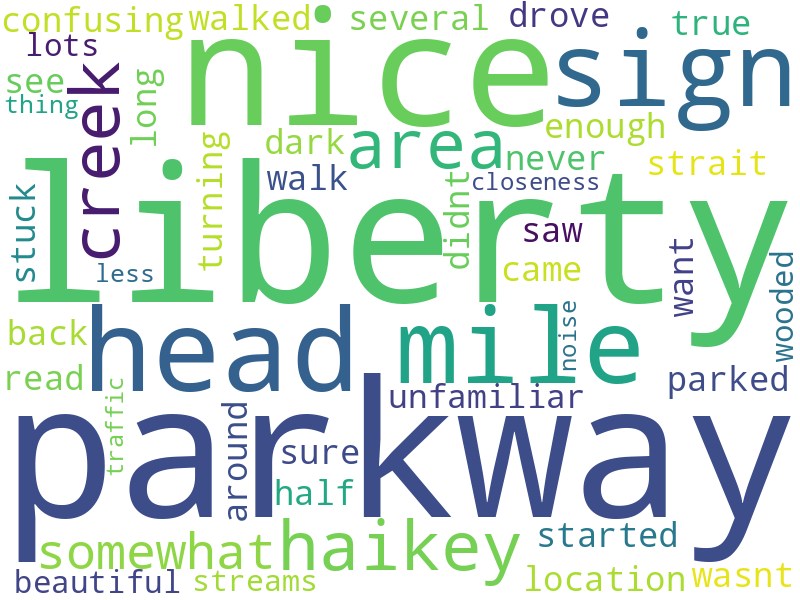 confusing walked several drove true
lots nice sign
see
thing
creek
long
dark area enough
turning
walk never strait
closeness
stuck
didnt
saw
less
liberty
came
want
wooded
back head mile
noise
read parked
unfamiliar
traffic
parkway
around
sure
half
somewhat haikey started
beautiful streams location wasnt